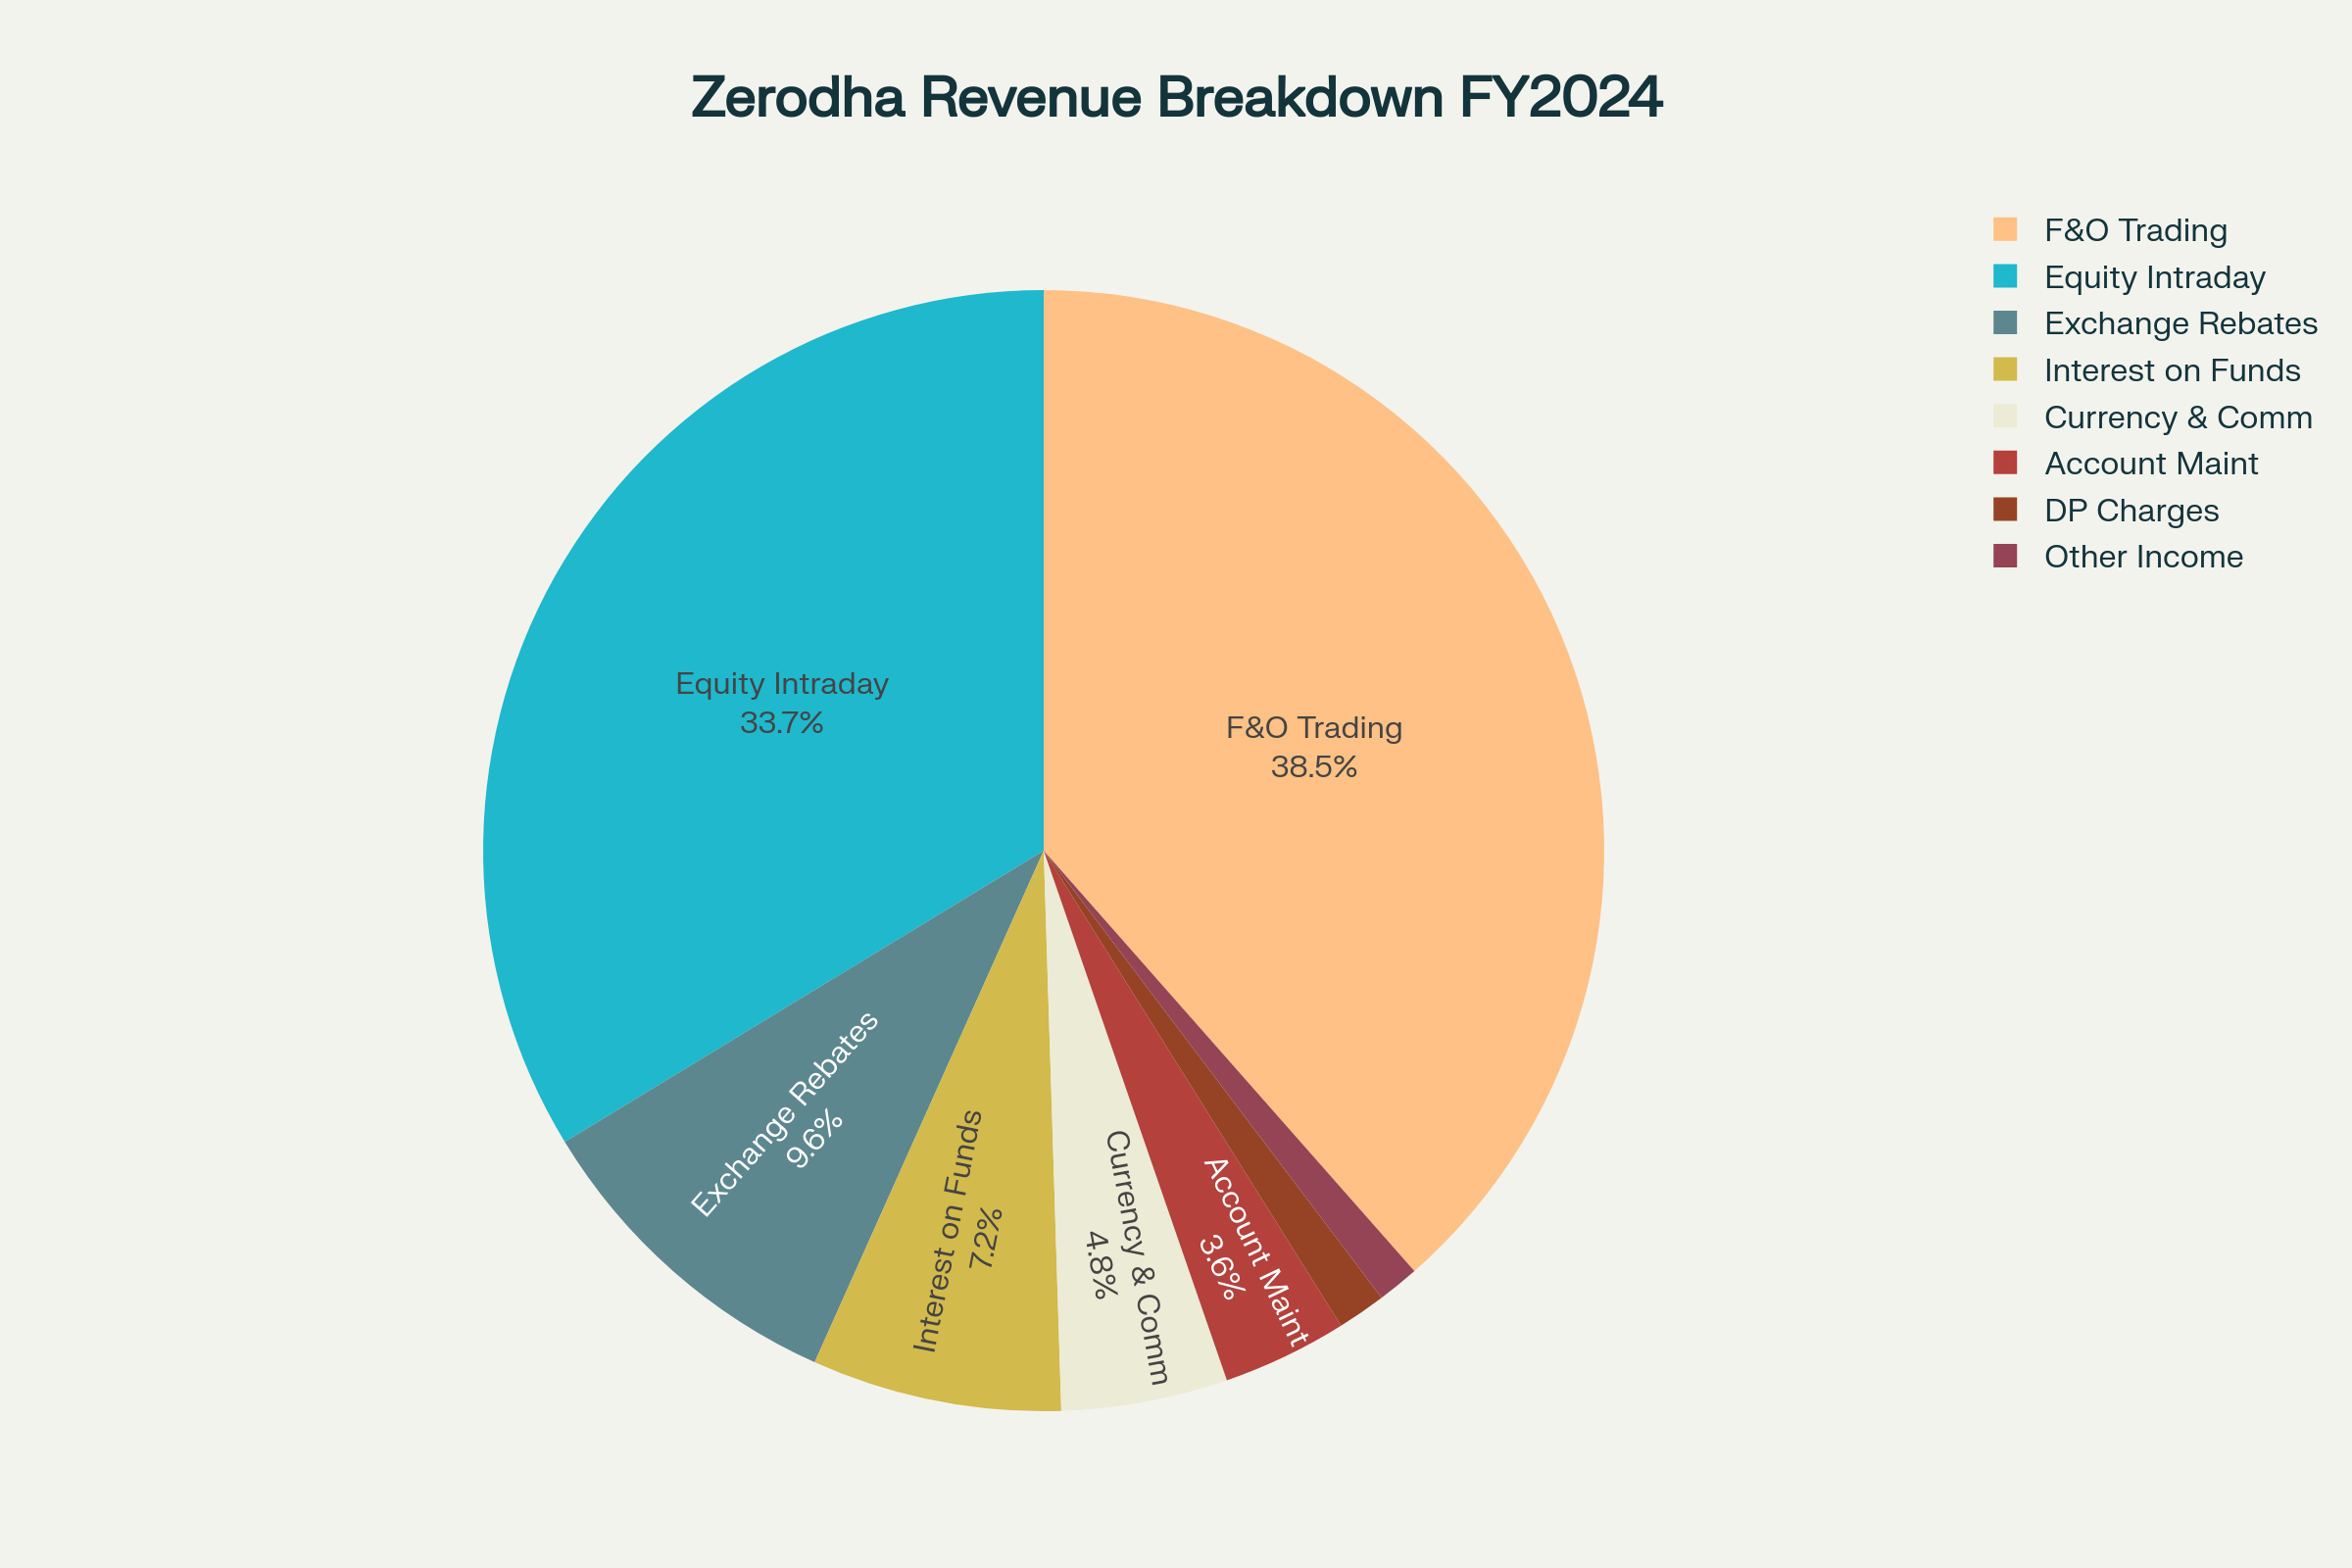 Zerodha Revenue Breakdown FY2024
F&O Trading
Equity Intraday
Exchange Rebates
Interest on Funds
Currency & Comm
Account Maint
DP Charges
Other Income
Equity Intraday
33.7%
F&O Trading
38.5%
Exchange Rebates
9.6%
Interest on Funds
7.2%
Currency & Comm
4.8%
Account Maint
3.6%